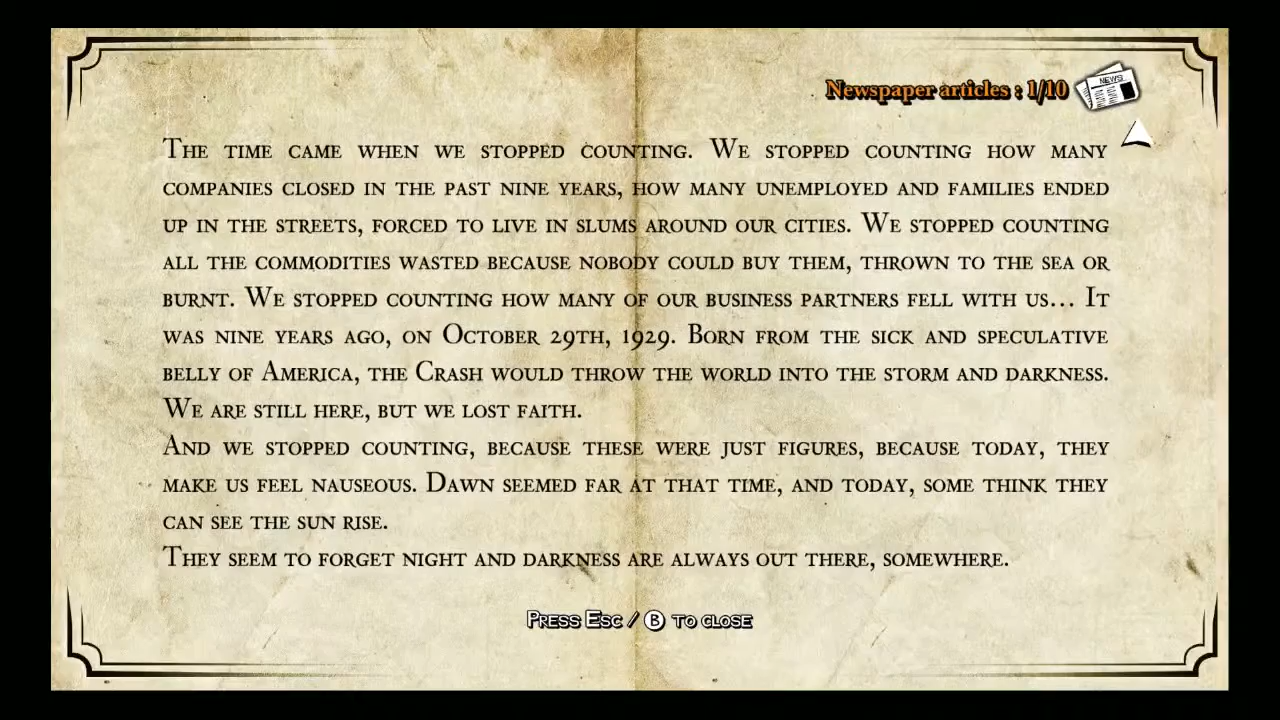 Newspaper articles : 1/10
NEWS
The time came when we stopped counting. We stopped counting how many
companies closed in the past nine years, how many unemployed and families ended
up in the streets, forced to live in slums around our cities. We stopped counting
all the commodities wasted because nobody could buy them, thrown to the sea or
burnt. We stopped counting how many of our business partners fell with us... It
was nine years ago, on October 29th, 1929. Born from the sick and speculative
belly of America, the Crash would throw the world into the storm and darkness.
We are still here, but we lost faith.
And we stopped counting, because these were just figures, because today, they
make us feel nauseous. Dawn seemed far at that time, and today, some think they
can see the sun rise.
They seem to forget night and darkness are always out there, somewhere.
Press Esc / B to close